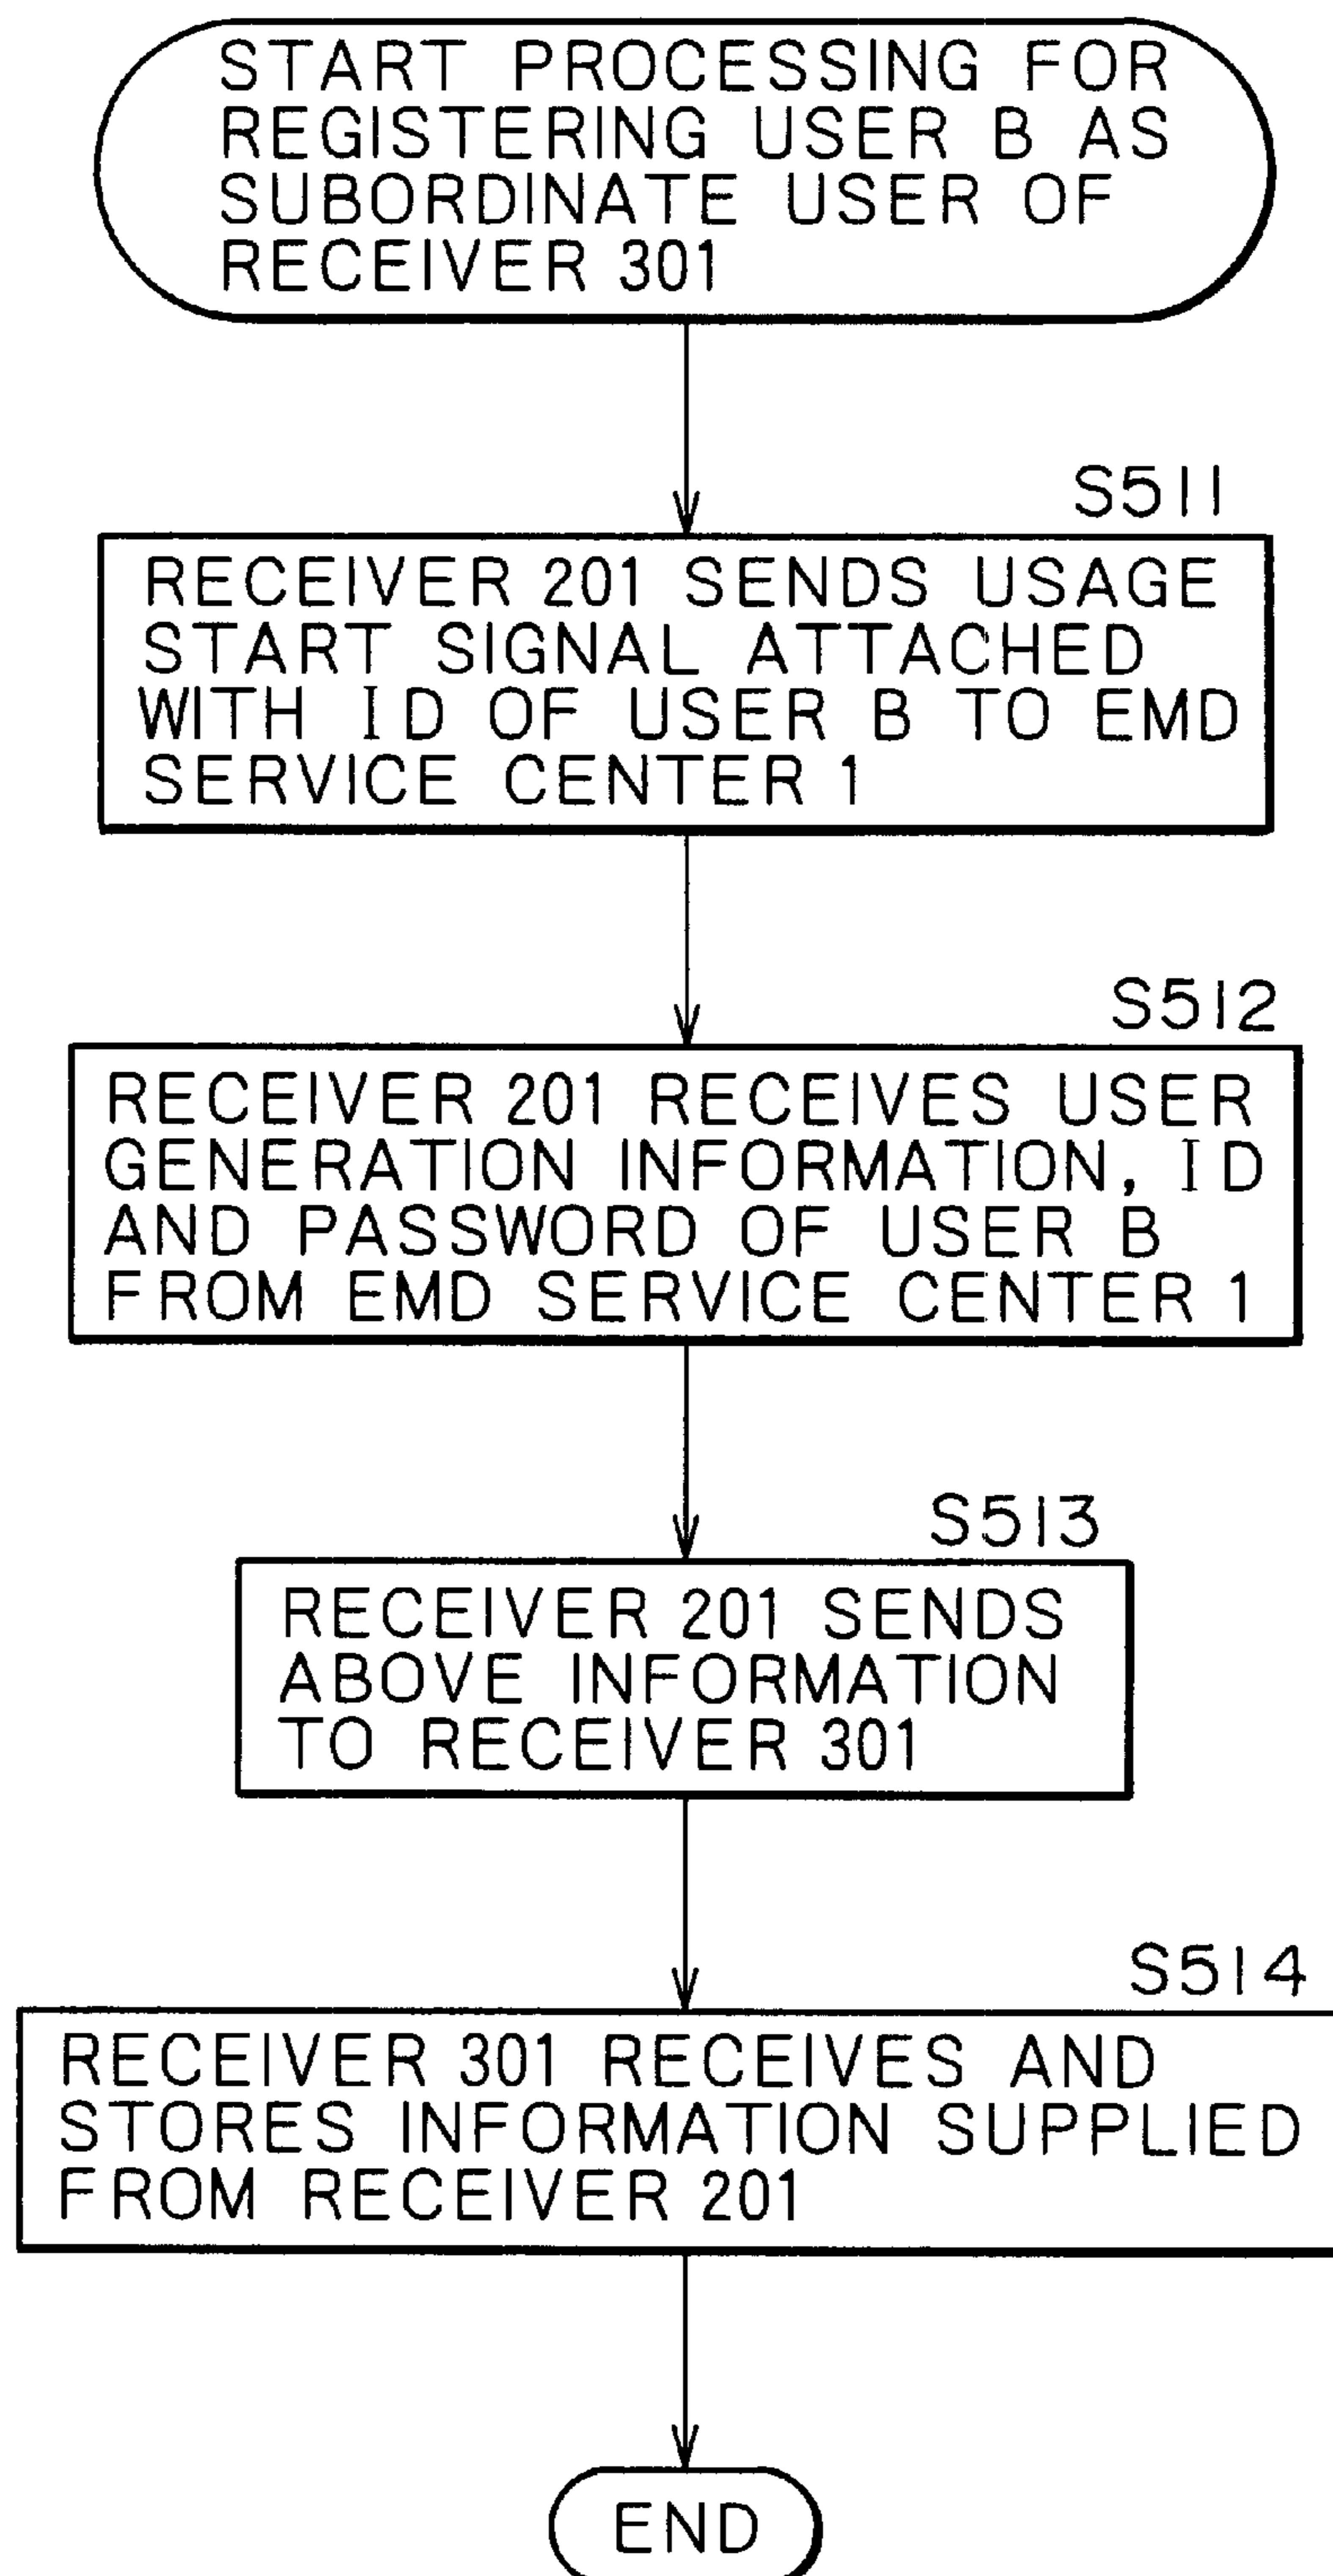 START PROCESSING FOR
REGISTERING USER B AS
SUBORDINATE USER OF
RECEIVER 301
S511
RECEIVER 201 SENDS USAGE
START SIGNAL ATTACHED
WITH ID OF USER B TO EMD
SERVICE CENTER 1
S512
RECEIVER 201 RECEIVES USER
GENERATION INFORMATION, ID
AND PASSWORD OF USER B
FROM EMD SERVICE CENTER 1
S513
RECEIVER 201 SENDS
ABOVE INFORMATION
TO RECEIVER 301
S514
RECEIVER 301 RECEIVES AND
STORES INFORMATION SUPPLIED
FROM RECEIVER 201
END